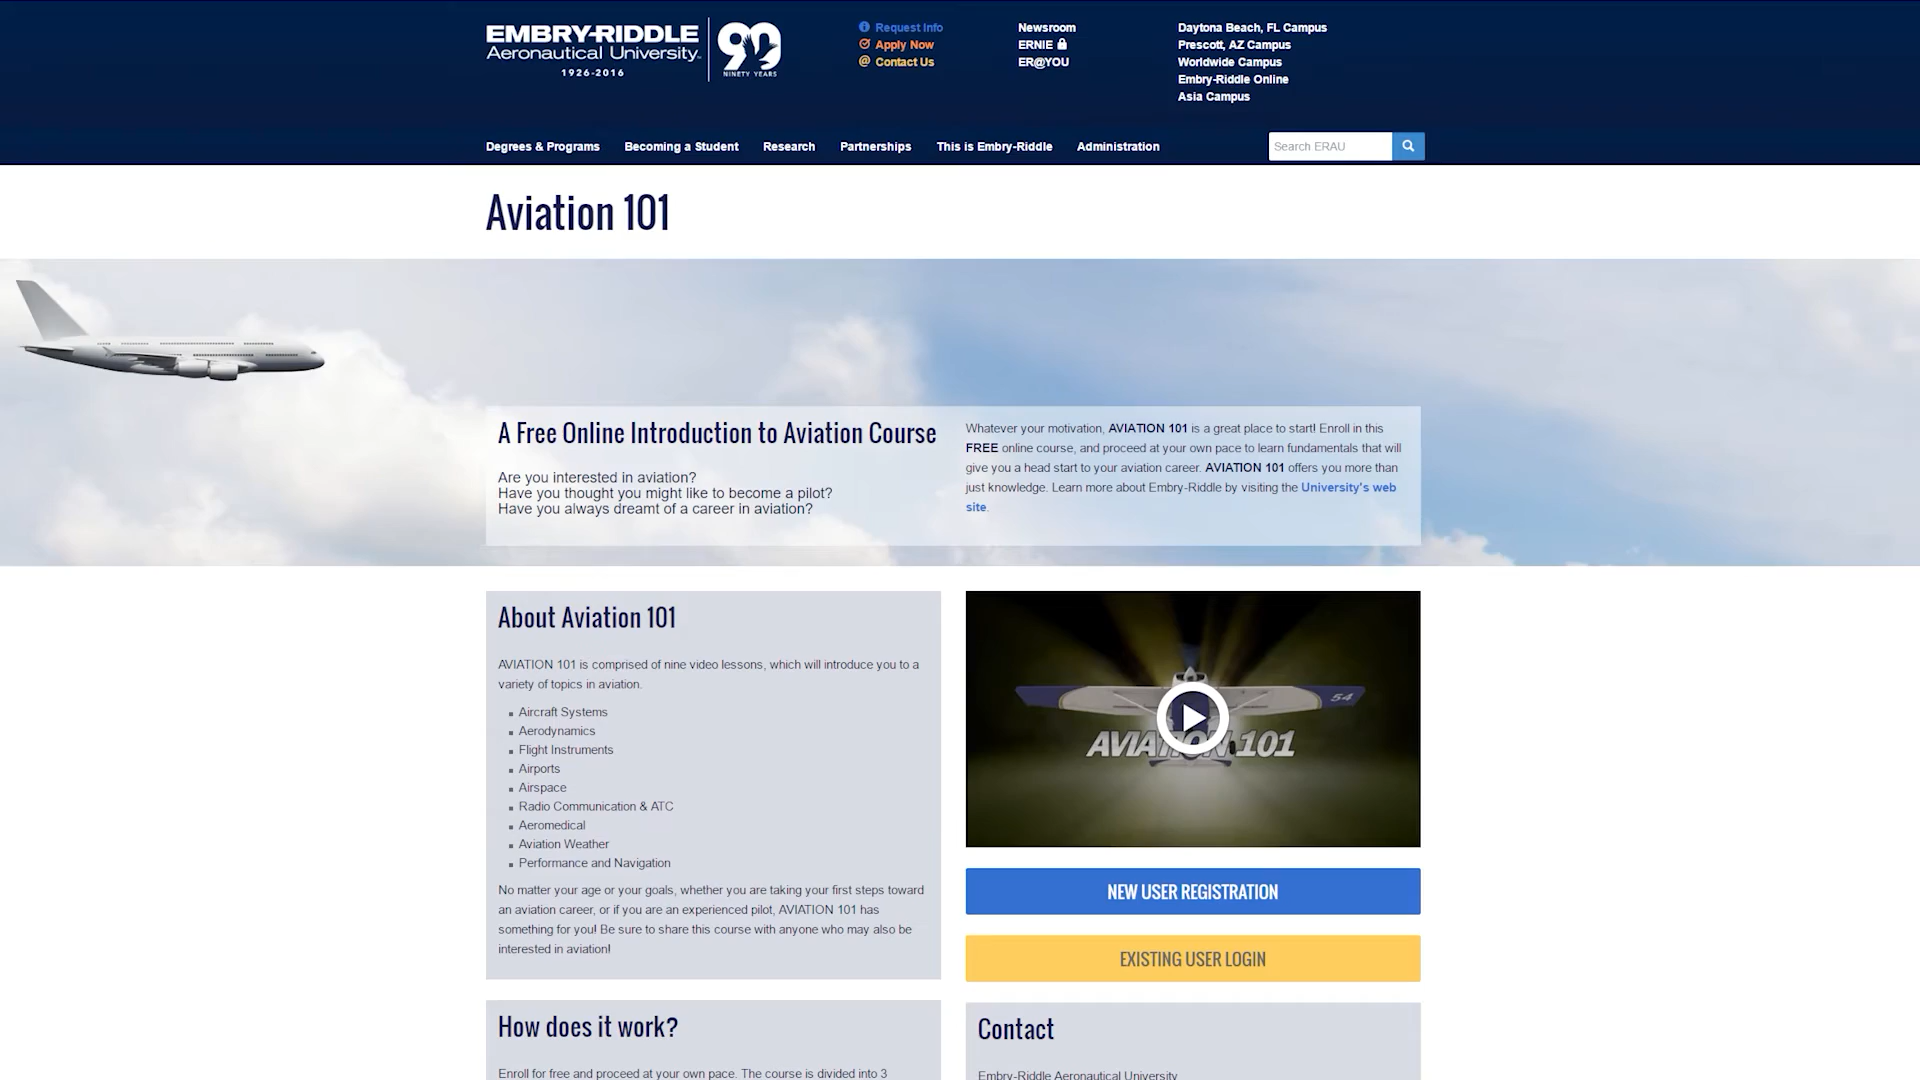 EMBRY-RIDDLE
Aeronautical University
1926-2016
90
NINETY YEARS
Request Info
Apply Now
Contact Us
Newsroom
ERNIE
ER@YOU
Daytona Beach, FL Campus
Prescott, AZ Campus
Worldwide Campus
Embry-Riddle Online
Asia Campus
Degrees & Programs
Becoming a Student
Research
Partnerships
This is Embry-Riddle
Administration
Search ERAU
Aviation 101
A Free Online Introduction to Aviation Course
Are you interested in aviation?
Have you thought you might like to become a pilot?
Have you always dreamt of a career in aviation?
Whatever your motivation, AVIATION 101 is a great place to start! Enroll in this
FREE online course, and proceed at your own pace to learn fundamentals that will
give you a head start to your aviation career. AVIATION 101 offers you more than
just knowledge. Learn more about Embry-Riddle by visiting the University's web
site.
About Aviation 101
AVIATION 101 is comprised of nine video lessons, which will introduce you to a
variety of topics in aviation.
Aircraft Systems
Aerodynamics
Flight Instruments
Airports
Airspace
Radio Communication & ATC
Aeromedical
Aviation Weather
Performance and Navigation
No matter your age or your goals, whether you are taking your first steps toward
an aviation career, or if you are an experienced pilot, AVIATION 101 has
something for you! Be sure to share this course with anyone who may also be
interested in aviation!
54
AVIATION 101
NEW USER REGISTRATION
EXISTING USER LOGIN
How does it work?
Enroll for free and proceed at your own pace. The course is divided into 3
Contact
Embry-Riddle Aeronautical University